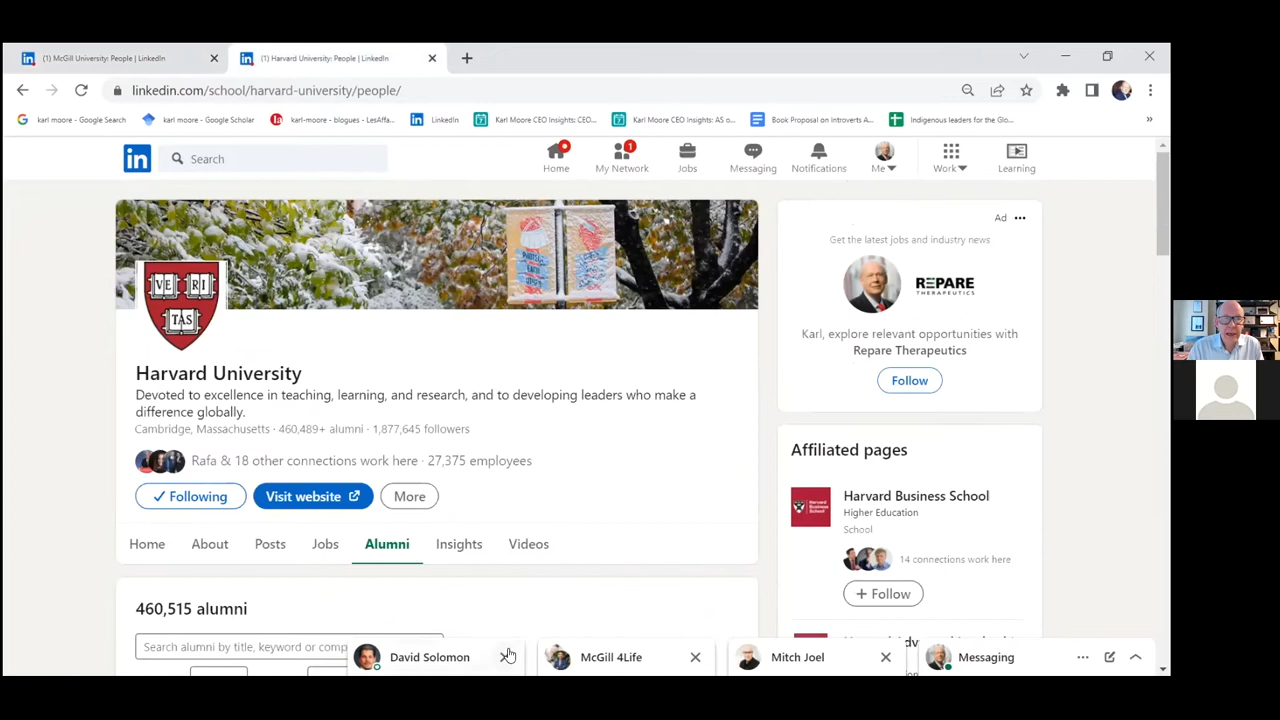 (1) McGill University: People | LinkedIn
(1) Harvard University: People | LinkedIn
linkedin.com/school/harvard-university/people/
karl moore - Google Search
karl moore - Google Scholar
karl-moore - blogues - LesAffa...
LinkedIn
Karl Moore CEO Insights: CEO...
Karl Moore CEO Insights: AS o...
Book Proposal on Introverts A...
Indigenous leaders for the Glo...
»
in
Search
Home
1
My Network
Jobs
Messaging
Notifications
Me
Work
Learning
VE RI
TAS
Harvard University
Devoted to excellence in teaching, learning, and research, and to developing leaders who make a
difference globally.
Cambridge, Massachusetts · 460,489+ alumni · 1,877,645 followers
Rafa & 18 other connections work here · 27,375 employees
Following
Visit website
More
Home
About
Posts
Jobs
Alumni
Insights
Videos
460,515 alumni
Search alumni by title, keyword or comp
Ad
Get the latest jobs and industry news
REPARE
THERAPEUTICS
Karl, explore relevant opportunities with
Repare Therapeutics
Follow
Affiliated pages
Harvard Business School
Higher Education
School
14 connections work here
+ Follow
David Solomon
McGill 4Life
Mitch Joel
Messaging